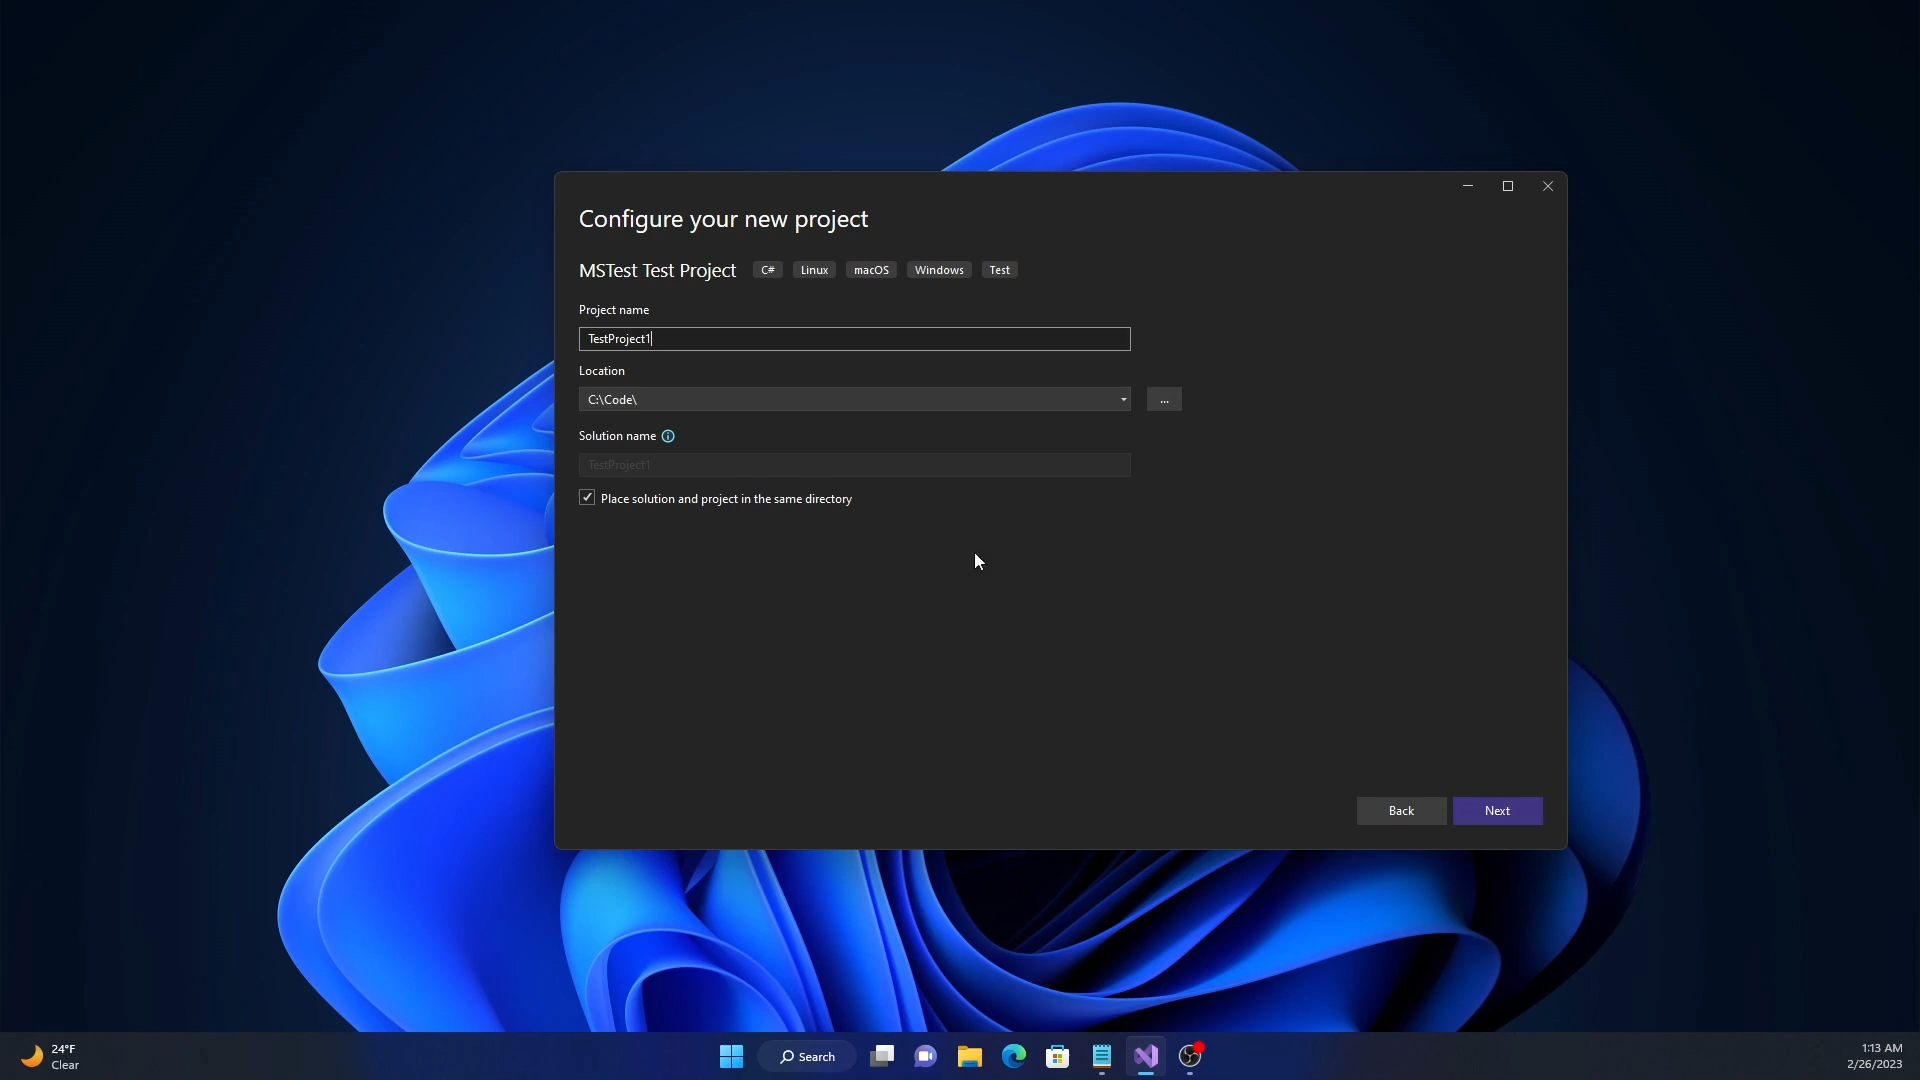 Configure your new project
MSTest Test Project C# Linux macOS Windows Test
Project name
TestProject1
Location
C:\Code\
...
Solution name
TestProject1
Place solution and project in the same directory
Back Next
24°F
Clear
Search
1:13 AM
2/26/2023